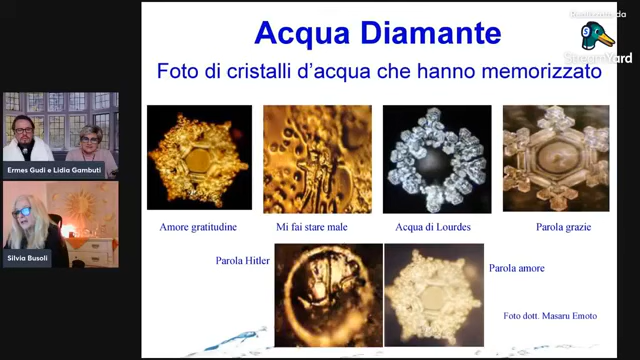 Acqua Diamante
Foto di cristalli d'acqua che hanno memorizzato
StreamYard
Ermes Gudi e Lidia Gambuti
Silvia Busoli
Amore gratitudine
Mi fai stare male
Acqua di Lourdes
Parola grazie
Parola Hitler
Parola amore
Foto dott. Masaru Emoto